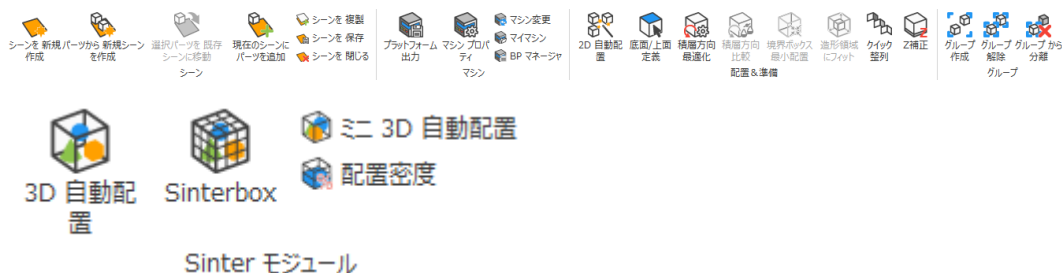 シーンを 新規 作成
パーツから 新規シーン を作成
選択パーツを 既存 シーンに移動
現在のシーンに パーツを追加
シーンを 複製
シーンを 保存
シーンを 閉じる
シーン
プラットフォーム 出力
マシン プロパ ティ
マシン変更
マイマシン
BP マネージャ
マシン
2D 自動配 置
底面/上面 定義
積層方向 最適化
積層方向 比較
境界ボックス 最小配置
造形領域 にフィット
クイック 整列
Z補正
配置＆準備
グループ 作成
グループ 解除
グループ から 分離
グループ
3D 自動配
置
Sinterbox
ミニ 3D 自動配置
配置密度
Sinter モジュール